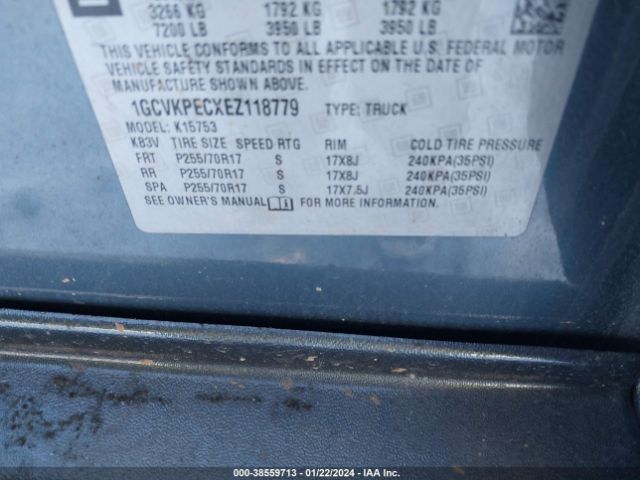 3266 KG 1792 KG 1792 KG
7200 LB 3950 LB 3950 LB
THIS VEHICLE CONFORMS TO ALL APPLICABLE U.S. FEDERAL MOTOR
VEHICLE SAFETY STANDARDS IN EFFECT ON THE DATE OF
MANUFACTURE SHOWN ABOVE.
1GCVKPECXEZ118779 TYPE: TRUCK
MODEL: K15753
KB3V TIRE SIZE SPEED RTG RIM COLD TIRE PRESSURE
FRT P255/70R17 S 17X8J 240KPA(35PSI)
RR P255/70R17 S 17X8J 240KPA(35PSI)
SPA P255/70R17 S 17X7.5J 240KPA(35PSI)
SEE OWNER'S MANUAL FOR MORE INFORMATION.
000-38559713 - 01/22/2024 - IAA Inc.